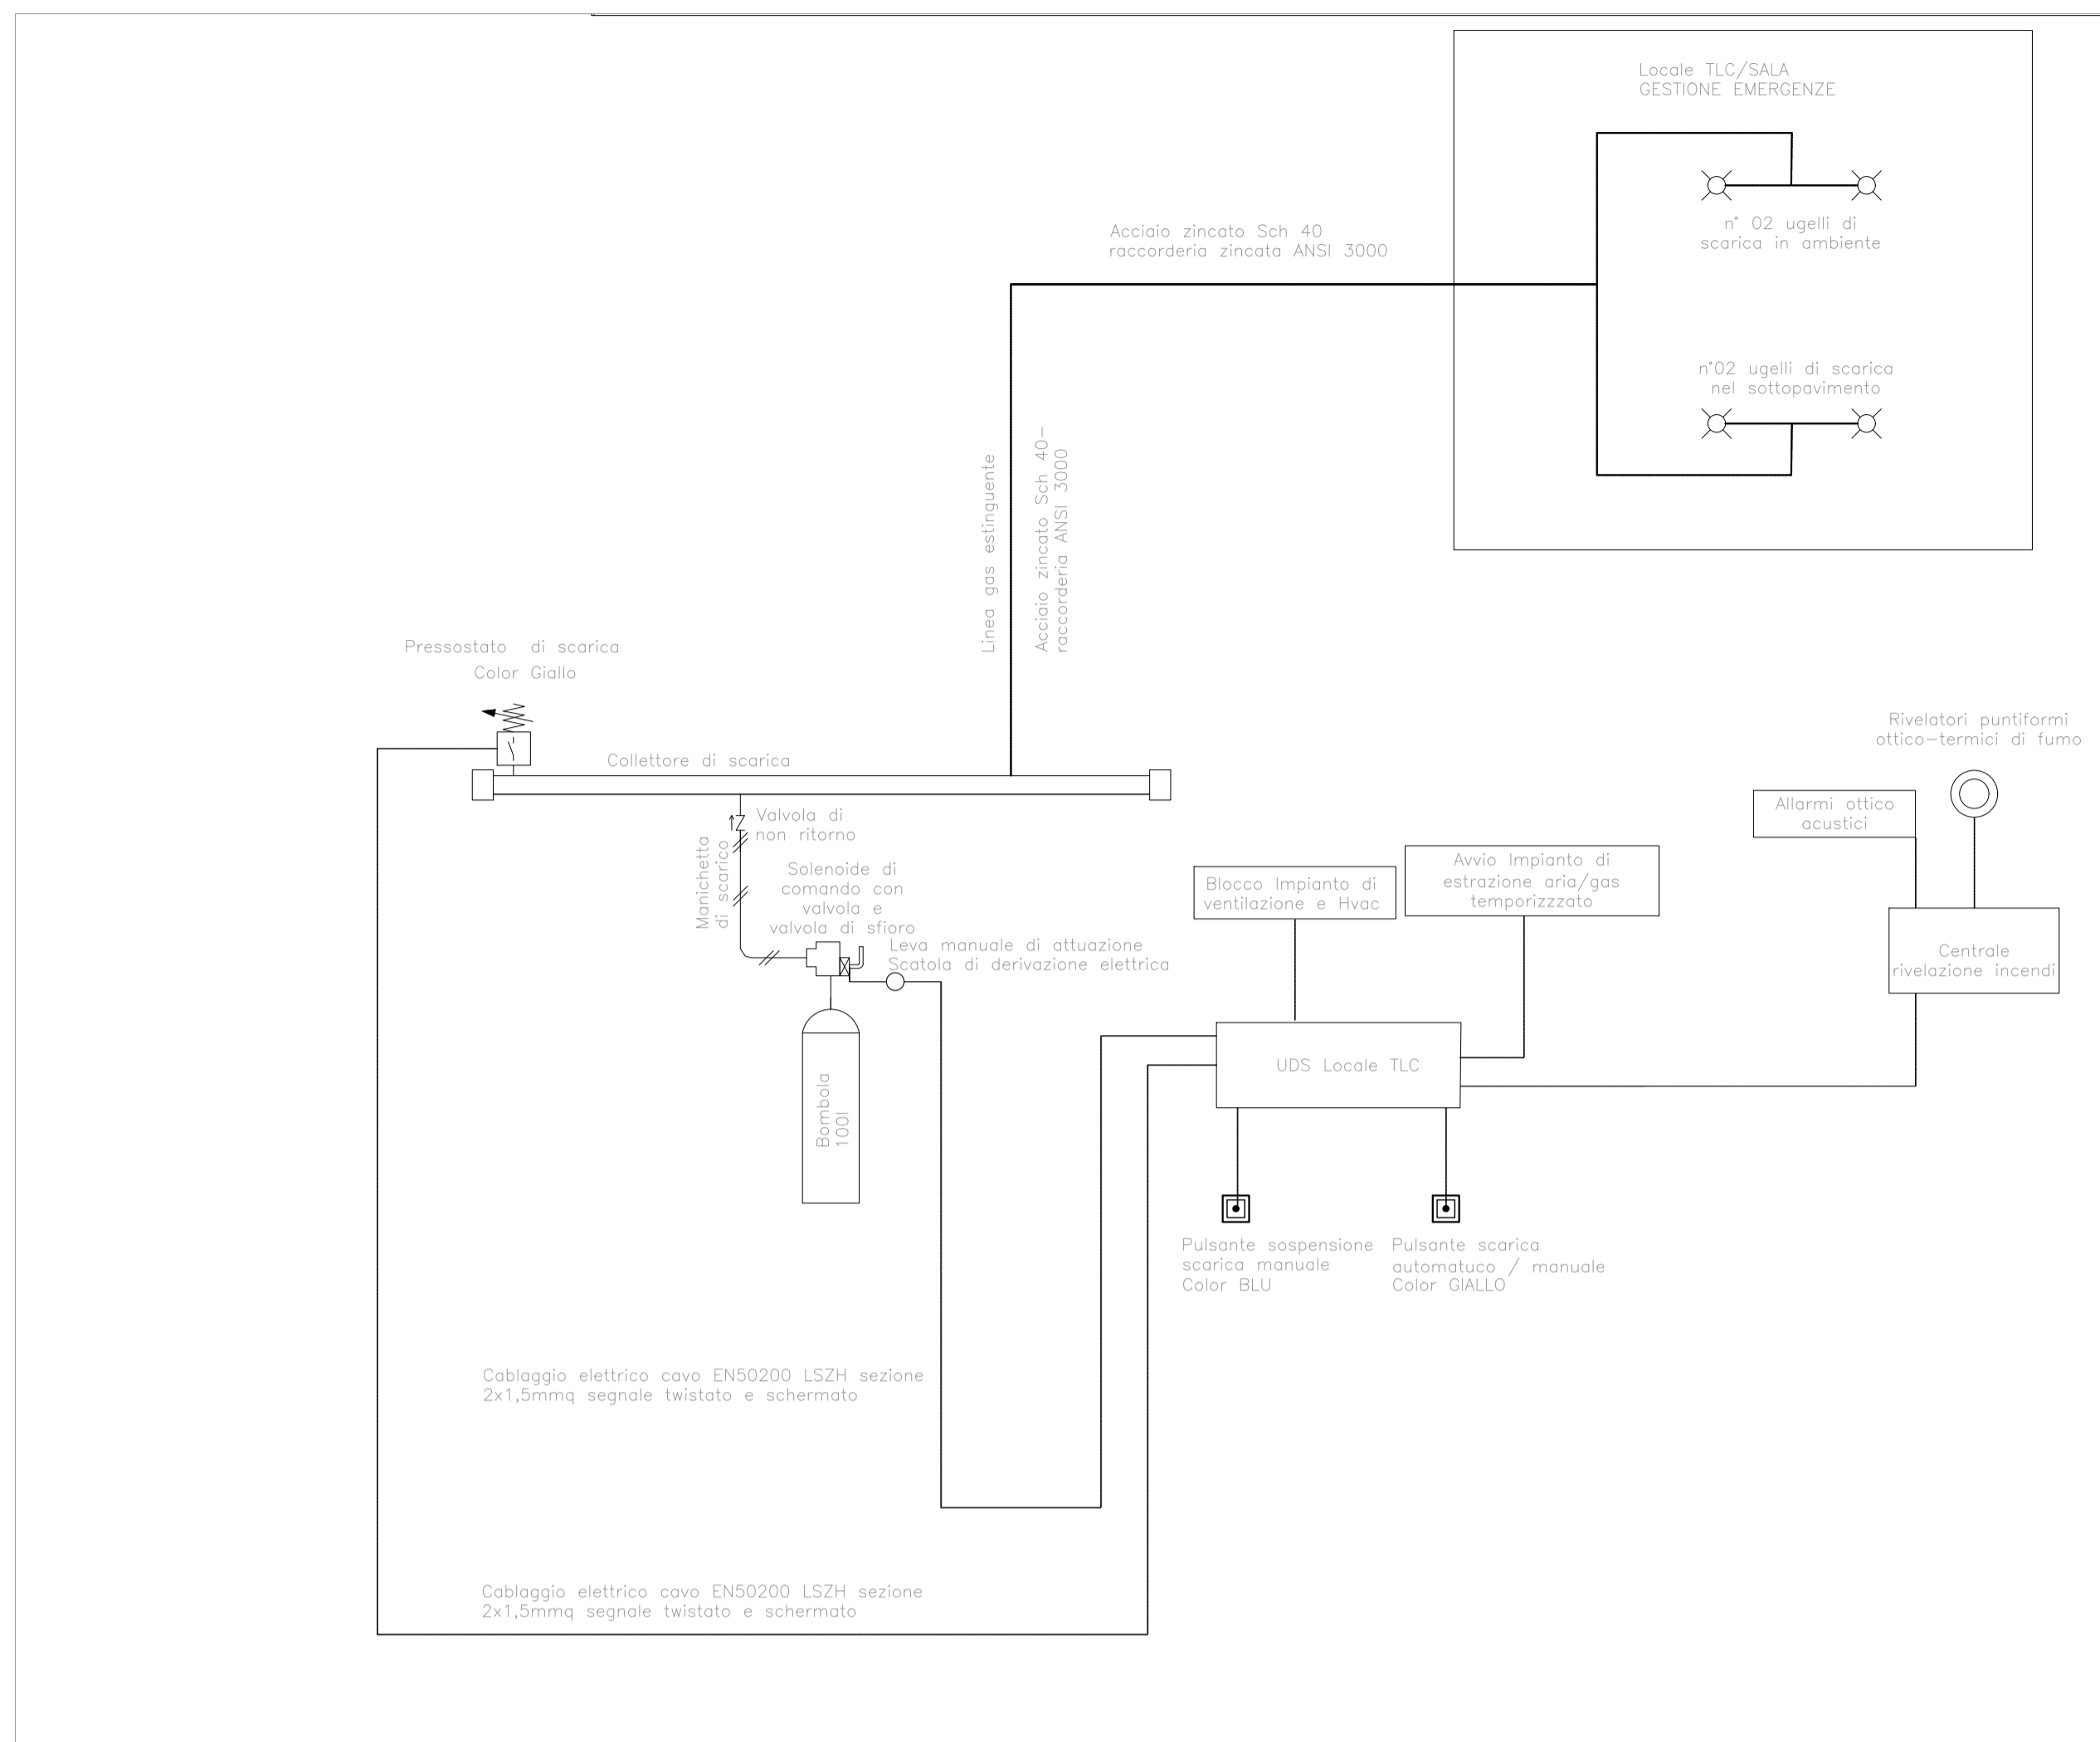 Locale TLC/SALA
GESTIONE EMERGENZE
n° 02 ugelli di
scarica in ambiente
Acciaio zincato Sch 40
raccorderia zincata ANSI 3000
n°02 ugelli di scarica
nel sottopavimento
Linea gas estinguente
Acciaio zincato Sch 40-
raccorderia ANSI 3000
Pressostato di scarica
Color Giallo
Collettore di scarica
Rivelatori puntiformi
ottico-termici di fumo
Valvola di
non ritorno
Manichetta
di scarico
Solenoide di
comando con
valvola e
valvola di sfioro
Leva manuale di attuazione
Scatola di derivazione elettrica
Allarmi ottico
acustici
Blocco Impianto di
ventilazione e Hvac
Avvio Impianto di
estrazione aria/gas
temporizzzato
Centrale
rivelazione incendi
UDS Locale TLC
Bombola
100l
Pulsante sospensione
scarica manuale
Color BLU
Pulsante scarica
automatuco / manuale
Color GIALLO
Cablaggio elettrico cavo EN50200 LSZH sezione
2x1,5mmq segnale twistato e schermato
Cablaggio elettrico cavo EN50200 LSZH sezione
2x1,5mmq segnale twistato e schermato